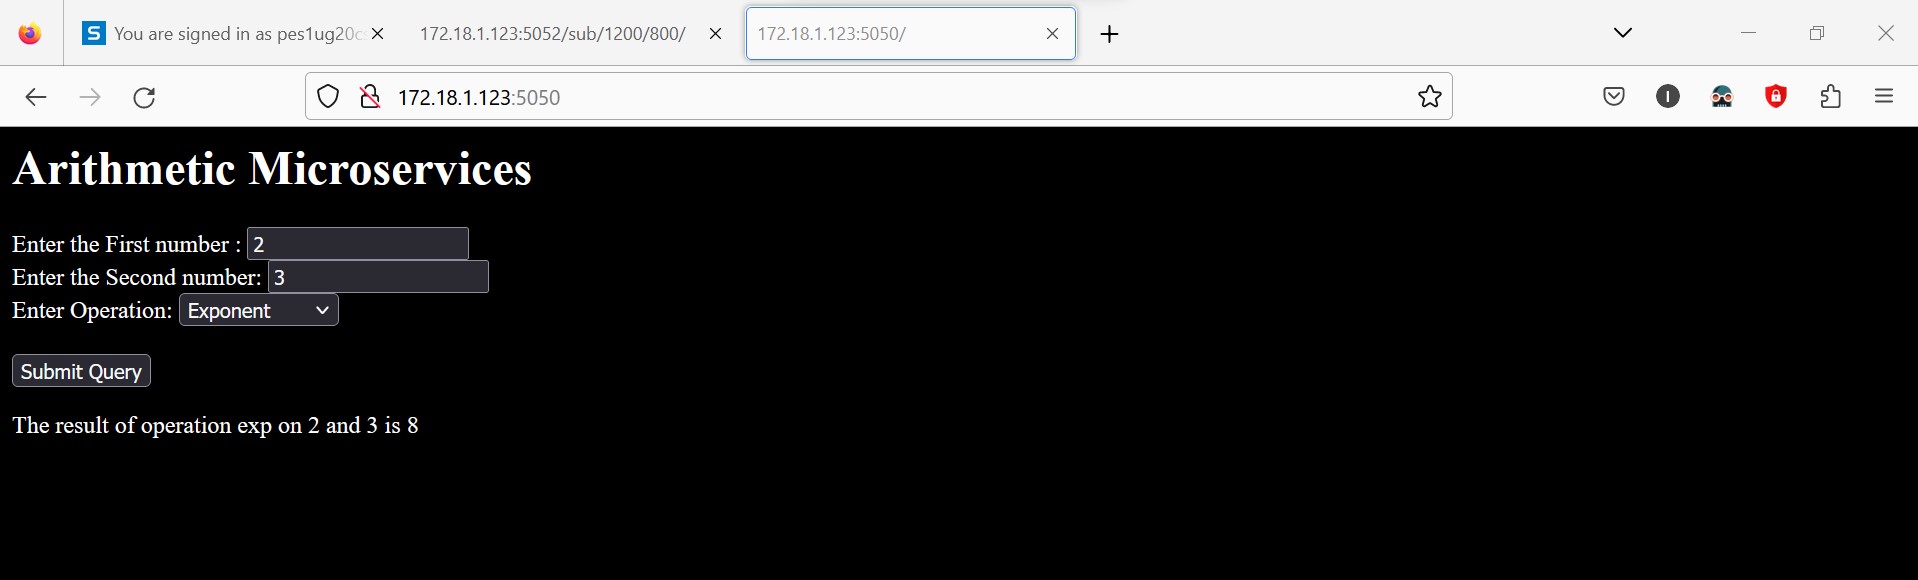 You are signed in as pes1ug20c
172.18.1.123:5052/sub/1200/800/
172.18.1.123:5050/
172.18.1.123:5050
Arithmetic Microservices
Enter the First number : 2
Enter the Second number: 3
Enter Operation: Exponent
Submit Query
The result of operation exp on 2 and 3 is 8